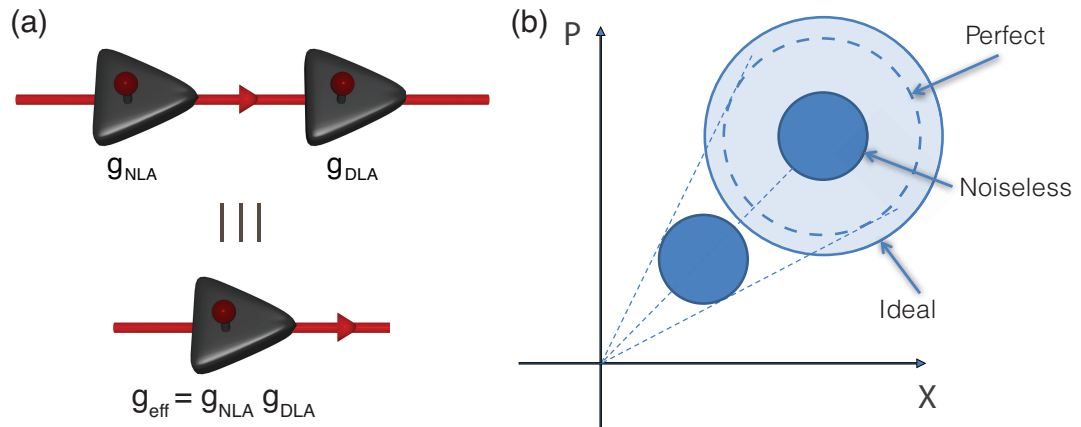 (a)
g_NLA
g_DLA
g_eff = g_NLA g_DLA
(b)
P
Perfect
Noiseless
Ideal
X